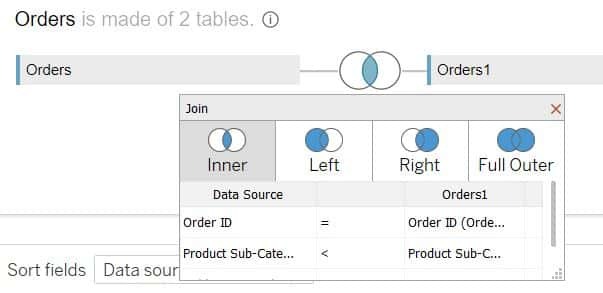 Orders is made of 2 tables. ⓘ
Orders
Orders1
Join
Inner
Left
Right
Full Outer
Data Source
Orders1
Order ID = Order ID (Orde...
Product Sub-Cate... < Product Sub-C...
Sort fields Data sour